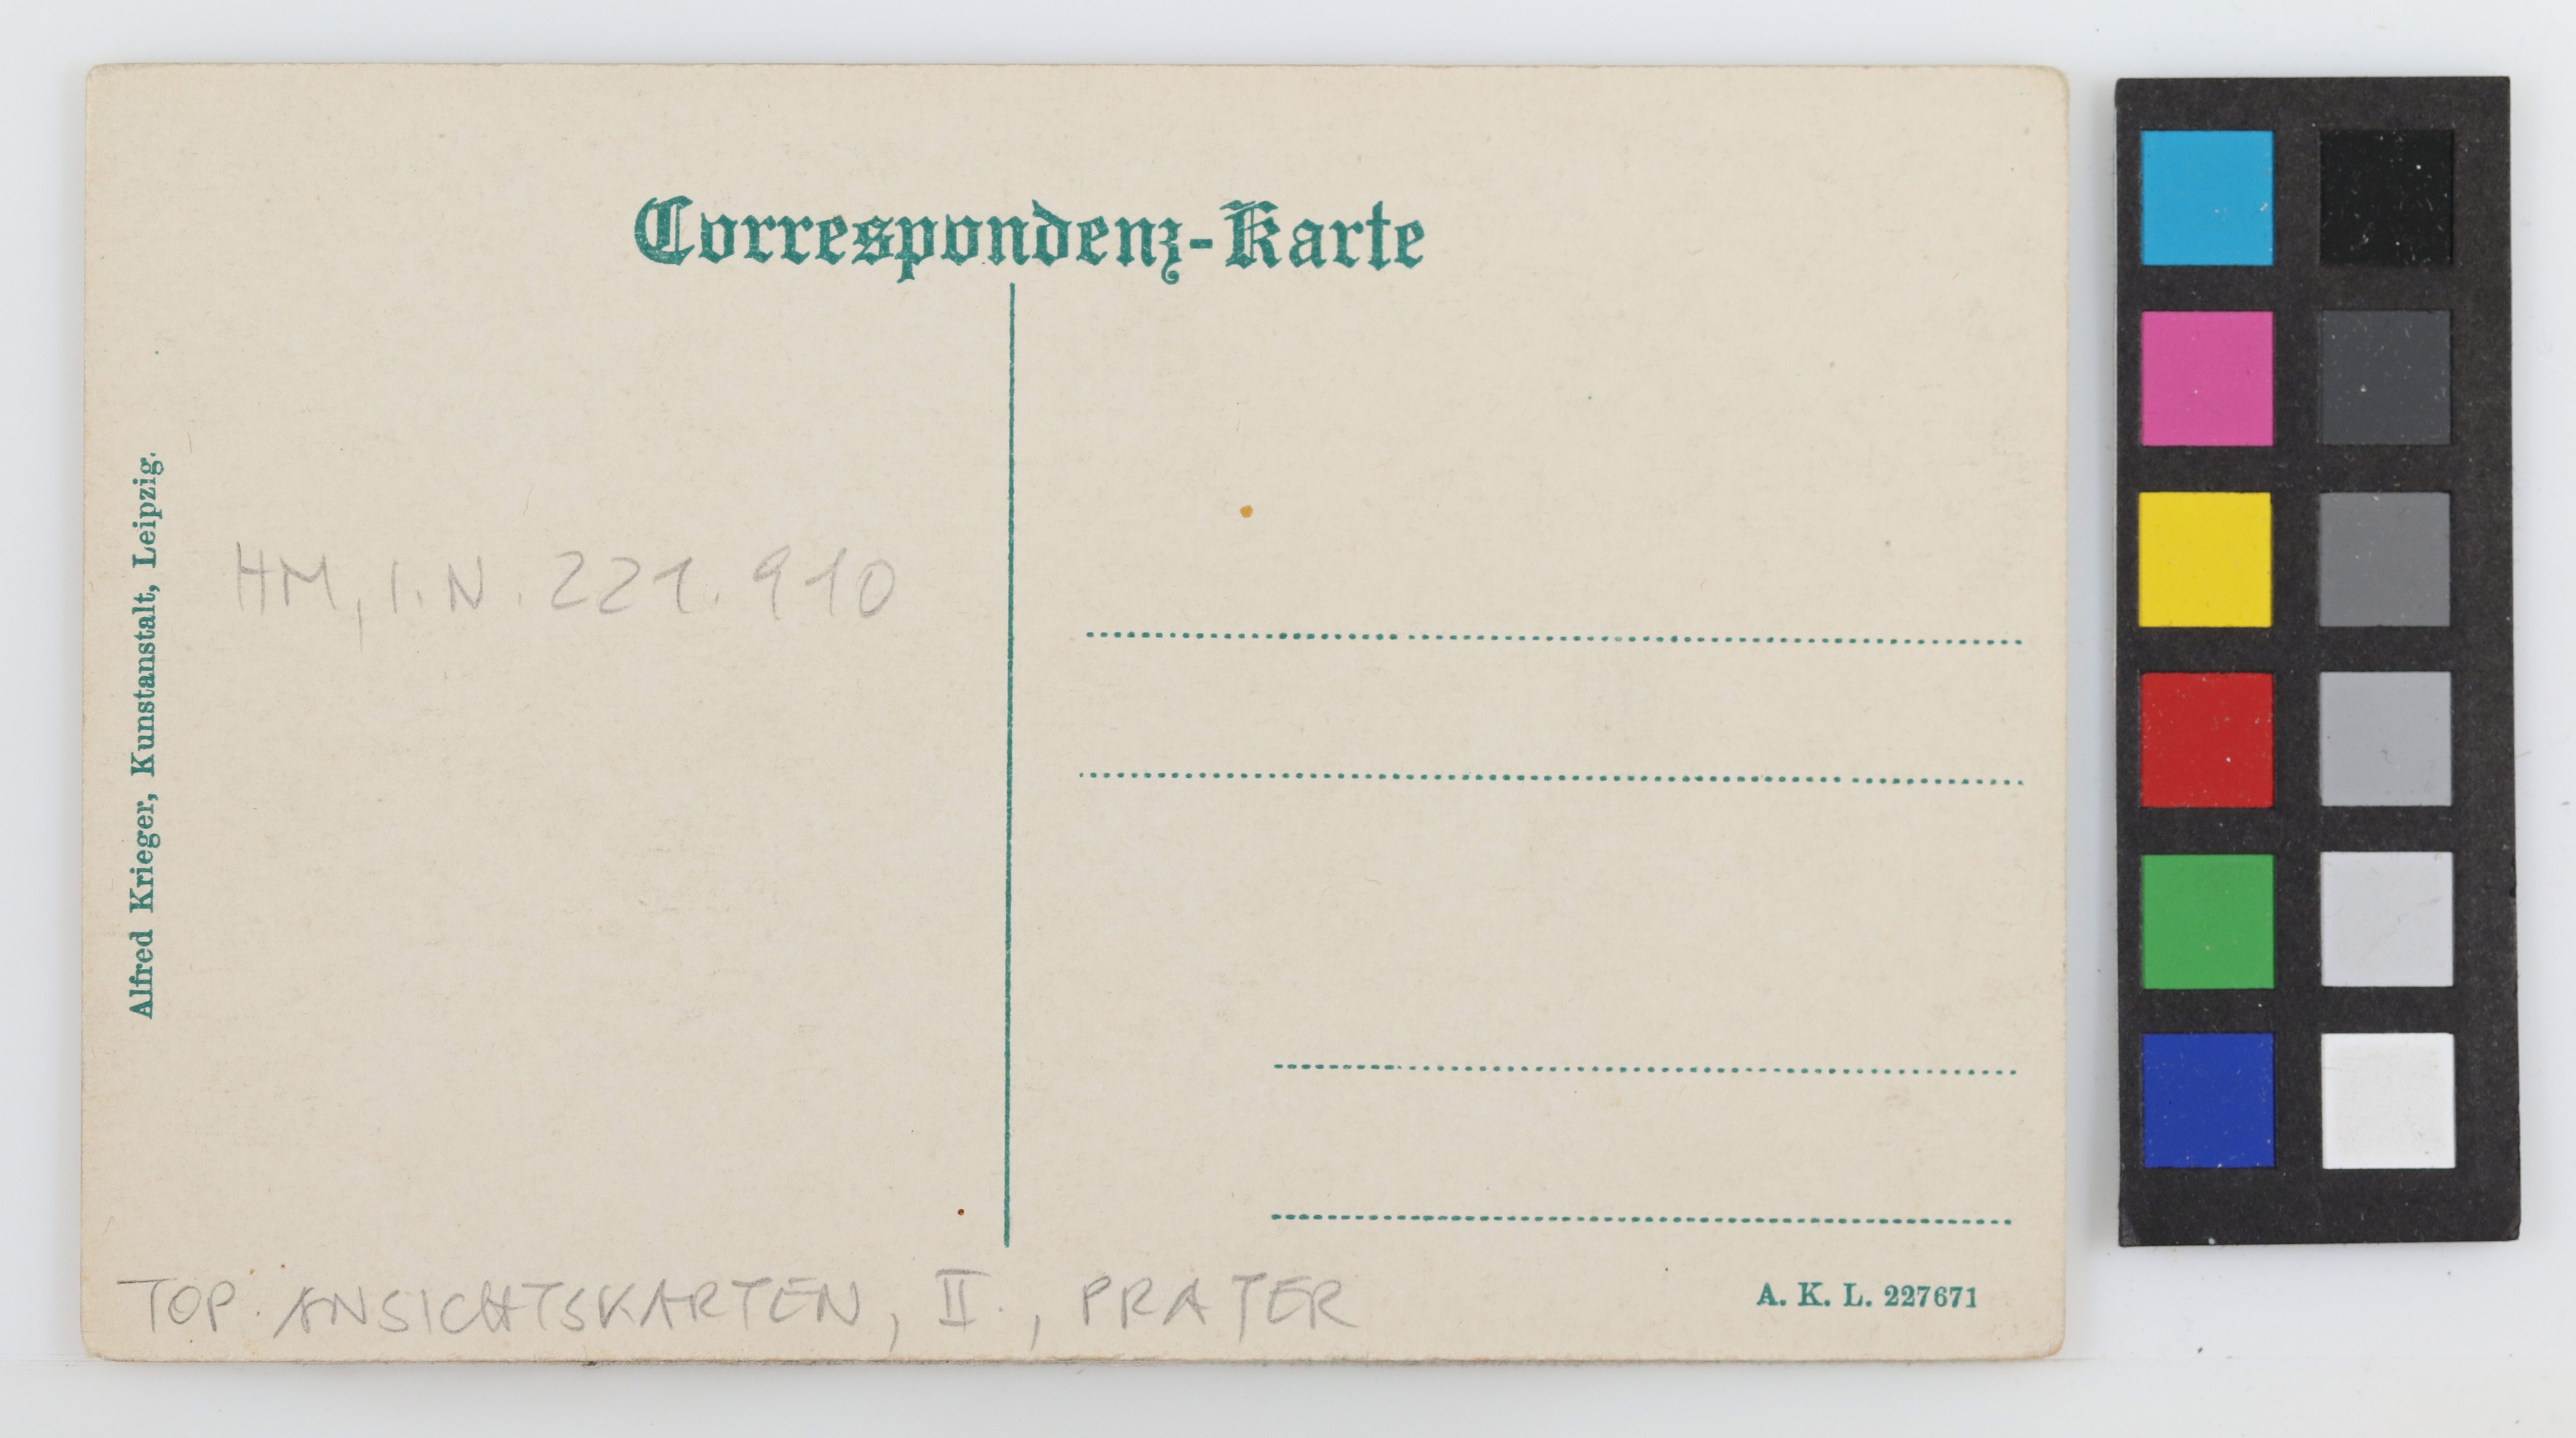 Correspondenz-Karte
Alfred Krieger, Kunstanstalt, Leipzig.
HM, I.N. 221.910
TOP. ANSICHTSKARTEN, II., PRATER
A. K. L. 227671